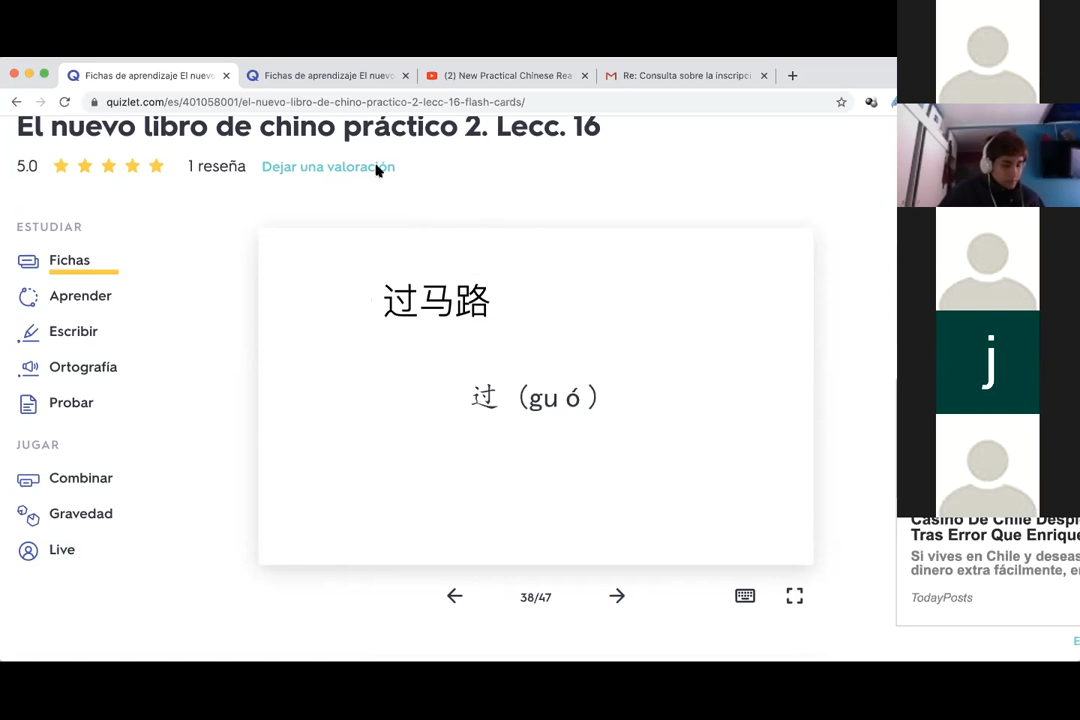 Fichas de aprendizaje El nuevo
Fichas de aprendizaje El nuevo
(2) New Practical Chinese Rea
Re: Consulta sobre la inscripci
quizlet.com/es/401058001/el-nuevo-libro-de-chino-practico-2-lecc-16-flash-cards/
El nuevo libro de chino práctico 2. Lecc. 16
5.0 1 reseña Dejar una valoración
ESTUDIAR
Fichas
Aprender
Escribir
Ortografía
Probar
JUGAR
Combinar
Gravedad
Live
过马路
过（gu ó ）
38/47
j
Casino De Chile Despi
Tras Error Que Enrique
Si vives en Chile y deseas
dinero extra fácilmente, e
TodayPosts
E